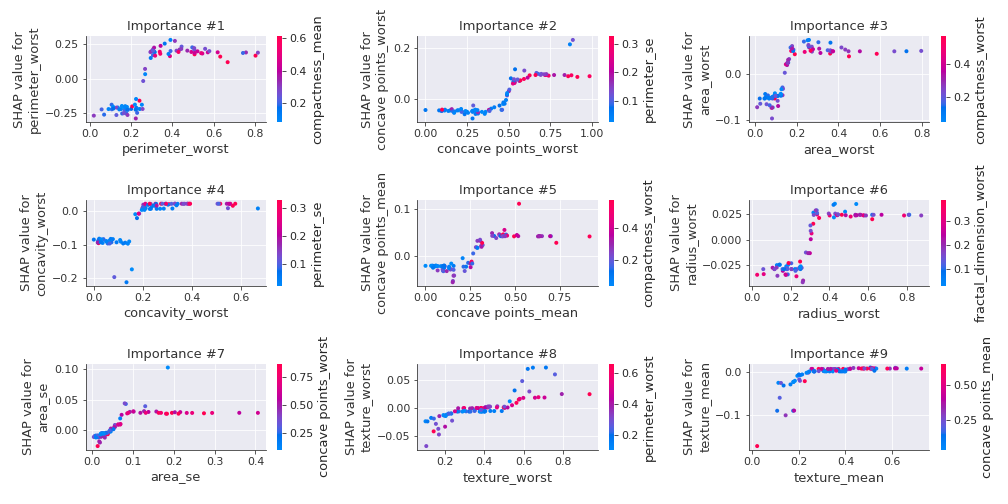 Importance #1
SHAP value for
perimeter_worst
0.25
0.00
−0.25
0.0 0.2 0.4 0.6 0.8
perimeter_worst
0.6
0.4
0.2
compactness_mean
Importance #2
SHAP value for
concave points_worst
0.2
0.0
0.00 0.25 0.50 0.75 1.00
concave points_worst
0.3
0.2
0.1
perimeter_se
Importance #3
SHAP value for
area_worst
0.0
−0.1
0.0 0.2 0.4 0.6 0.8
area_worst
0.4
0.2
compactness_worst
Importance #4
SHAP value for
concavity_worst
0.0
−0.1
−0.2
0.0 0.2 0.4 0.6
concavity_worst
0.3
0.2
0.1
perimeter_se
Importance #5
SHAP value for
concave points_mean
0.1
0.0
0.00 0.25 0.50 0.75
concave points_mean
0.4
0.2
compactness_worst
Importance #6
SHAP value for
radius_worst
0.025
0.000
−0.025
0.0 0.2 0.4 0.6 0.8
radius_worst
0.3
0.2
0.1
fractal_dimension_worst
Importance #7
SHAP value for
area_se
0.10
0.05
0.00
0.0 0.1 0.2 0.3 0.4
area_se
0.75
0.50
0.25
concave points_worst
Importance #8
SHAP value for
texture_worst
0.05
0.00
−0.05
0.2 0.4 0.6 0.8
texture_worst
0.6
0.4
0.2
perimeter_worst
Importance #9
SHAP value for
texture_mean
0.0
−0.1
0.0 0.2 0.4 0.6
texture_mean
0.50
0.25
concave points_mean